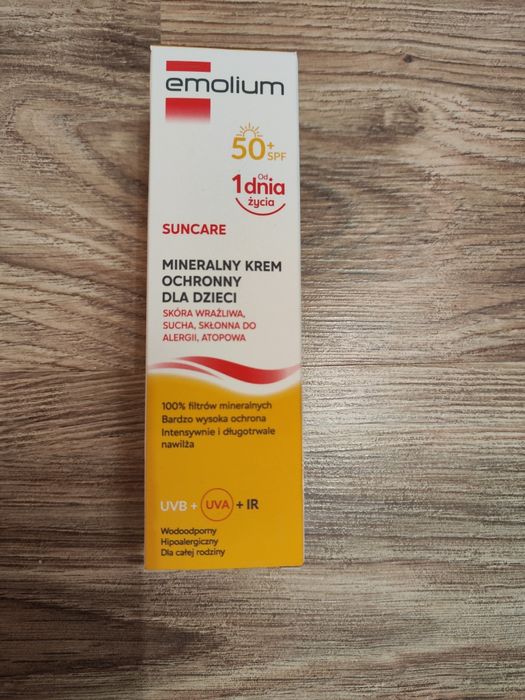 emolium
50+
SPF
Od
1 dnia
życia
SUNCARE
MINERALNY KREM
OCHRONNY
DLA DZIECI
SKÓRA WRAŻLIWA,
SUCHA, SKŁONNA DO
ALERGII, ATOPOWA
100% filtrów mineralnych
Bardzo wysoka ochrona
Intensywnie i długotrwale
nawilża
UVB + UVA + IR
Wodoodporny
Hipoalergiczny
Dla całej rodziny